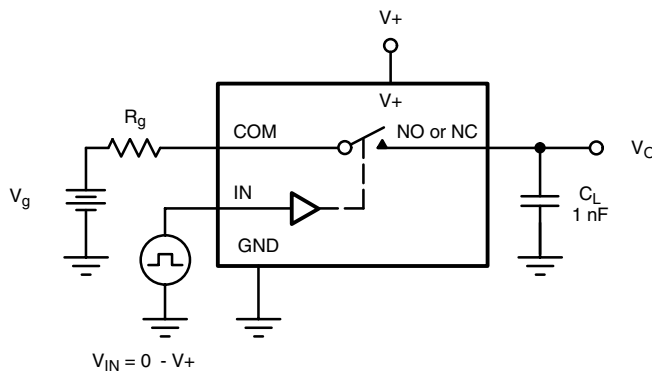 V+
V+
Rg
COM
NO or NC
VO
Vg
IN
CL
1 nF
GND
VIN = 0 - V+